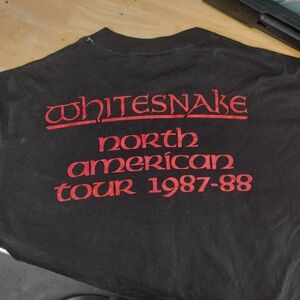 WHITESNAKE
north
american
tour 1987-88